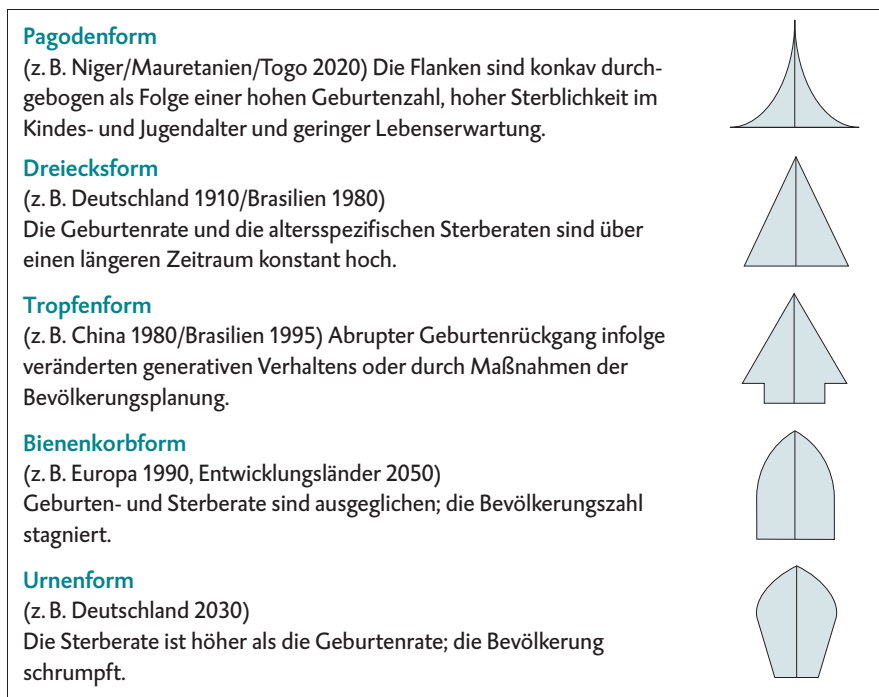 Pagodenform
(z. B. Niger/Mauretanien/Togo 2020) Die Flanken sind konkav durch-
gebogen als Folge einer hohen Geburtenzahl, hoher Sterblichkeit im
Kindes- und Jugendalter und geringer Lebenserwartung.
Dreiecksform
(z. B. Deutschland 1910/Brasilien 1980)
Die Geburtenrate und die altersspezifischen Sterberaten sind über
einen längeren Zeitraum konstant hoch.
Tropfenform
(z. B. China 1980/Brasilien 1995) Abrupter Geburtenrückgang infolge
veränderten generativen Verhaltens oder durch Maßnahmen der
Bevölkerungsplanung.
Bienenkorbform
(z. B. Europa 1990, Entwicklungsländer 2050)
Geburten- und Sterberate sind ausgeglichen; die Bevölkerungszahl
stagniert.
Urnenform
(z. B. Deutschland 2030)
Die Sterberate ist höher als die Geburtenrate; die Bevölkerung
schrumpft.